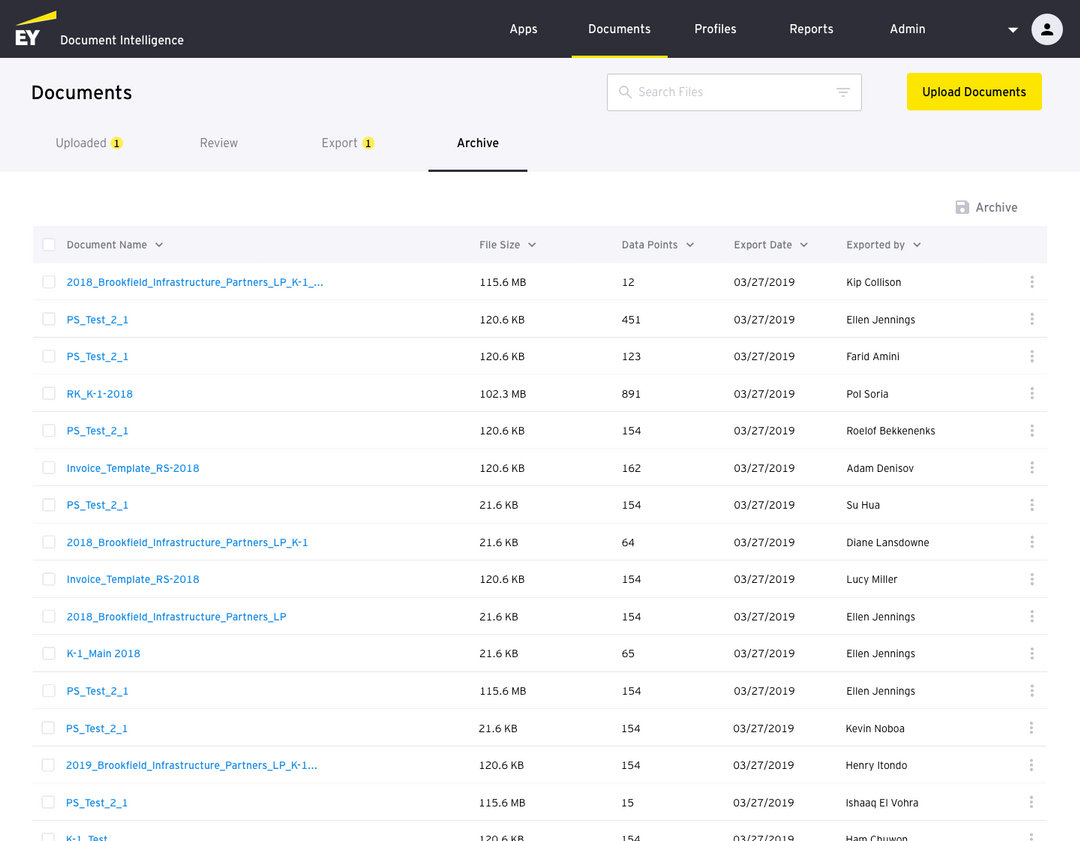 EY Document Intelligence Apps Documents Profiles Reports Admin
Documents Search Files Upload Documents
Uploaded 1 Review Export 1 Archive
Archive
Document Name File Size Data Points Export Date Exported by
2018_Brookfield_Infrastructure_Partners_LP_K-1_... 115.6 MB 12 03/27/2019 Kip Collison
PS_Test_2_1 120.6 KB 451 03/27/2019 Ellen Jennings
PS_Test_2_1 120.6 KB 123 03/27/2019 Farid Amini
RK_K-1-2018 102.3 MB 891 03/27/2019 Pol Soria
PS_Test_2_1 120.6 KB 154 03/27/2019 Roelof Bekkenenks
Invoice_Template_RS-2018 120.6 KB 162 03/27/2019 Adam Denisov
PS_Test_2_1 21.6 KB 154 03/27/2019 Su Hua
2018_Brookfield_Infrastructure_Partners_LP_K-1 21.6 KB 64 03/27/2019 Diane Lansdowne
Invoice_Template_RS-2018 120.6 KB 154 03/27/2019 Lucy Miller
2018_Brookfield_Infrastructure_Partners_LP 21.6 KB 154 03/27/2019 Ellen Jennings
K-1_Main 2018 21.6 KB 65 03/27/2019 Ellen Jennings
PS_Test_2_1 115.6 MB 154 03/27/2019 Ellen Jennings
PS_Test_2_1 21.6 KB 154 03/27/2019 Kevin Noboa
2019_Brookfield_Infrastructure_Partners_LP_K-1... 120.6 KB 154 03/27/2019 Henry Itondo
PS_Test_2_1 115.6 MB 15 03/27/2019 Ishaaq El Vohra
K-1_Test 120.6 KB 154 03/27/2019 Ham Chuwon